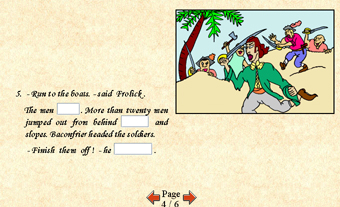 5. - Run to the boats. - said Frolick.
The men . More than twenty men
jumped out fron behind and
slopes. Baconfrier headed the soldiers.
- Finish them off ! - he .
Page
4 / 6